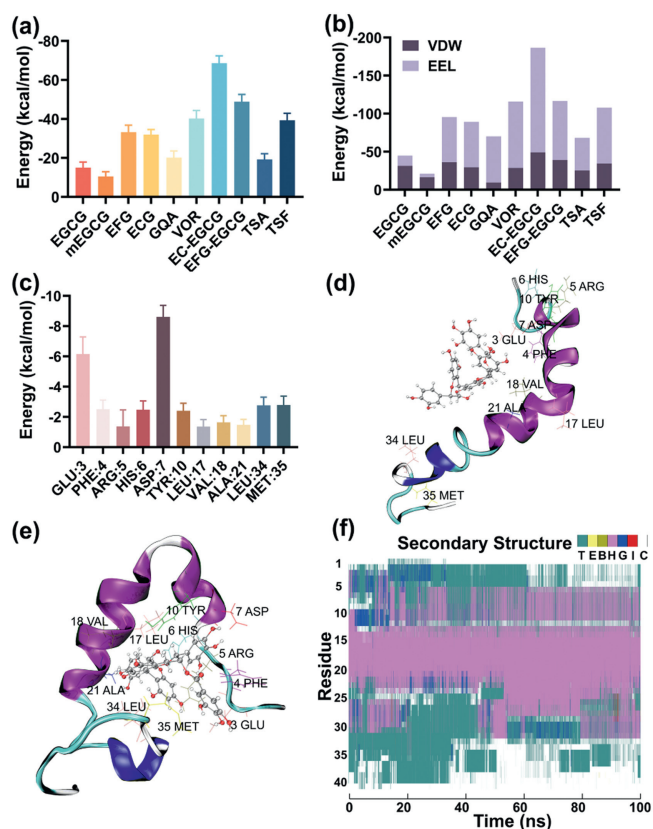 (a)
Energy (kcal/mol)
-80
-60
-40
-20
0
EGCG
mEGCG
EFG
ECG
GQA
VOR
EC-EGCG
EFG-EGCG
TSA
TSF
(b)
Energy (kcal/mol)
-200
-150
-100
-50
0
VDW
EEL
EGCG
mEGCG
EFG
ECG
GQA
VOR
EC-EGCG
EFG-EGCG
TSA
TSF
(c)
Energy (kcal/mol)
-10
-8
-6
-4
-2
0
GLU-3
PHE-4
ARG-5
HIS-6
ASP-7
TYR-10
LEU-17
VAL-18
ALA-21
LEU-34
MET-35
(d)
6 HIS
5 ARG
10 TYR
7 ASP
3 GLU
4 PHE
18 VAL
21 ALA
17 LEU
34 LEU
35 MET
(e)
10 TYR
7 ASP
18 VAL
17 LEU
6 HIS
5 ARG
21 ALA
4 PHE
34 LEU
35 MET
3 GLU
(f)
Secondary Structure
T E B H G I C
Residue
1
5
10
15
20
25
30
35
40
0 20 40 60 80 100
Time (ns)